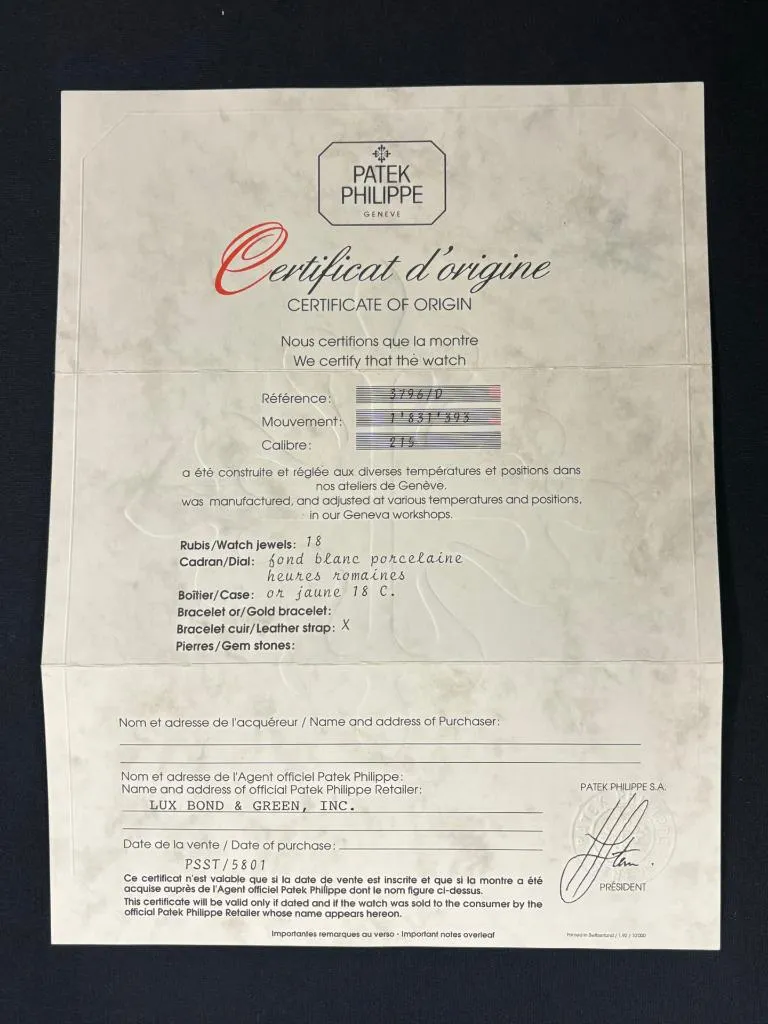 PATEK
PHILIPPE
GENEVE
Certificat d'origine
CERTIFICATE OF ORIGIN
Nous certifions que la montre
We certify that the watch
Référence: 3796/D
Mouvement: 1'831'393
Calibre: 215
a été construite et réglée aux diverses températures et positions dans
nos ateliers de Genève.
was manufactured, and adjusted at various temperatures and positions,
in our Geneva workshops.
Rubis/Watch jewels: 18
Cadran/Dial: fond blanc porcelaine
heures romaines
Boîtier/Case: or jaune 18 C.
Bracelet or/Gold bracelet:
Bracelet cuir/Leather strap: X
Pierres/Gem stones:
Nom et adresse de l'acquéreur / Name and address of Purchaser:
Nom et adresse de l'Agent officiel Patek Philippe:
Name and address of official Patek Philippe Retailer:
LUX BOND & GREEN, INC.
PATEK PHILIPPE S.A.
Date de la vente / Date of purchase:
PSST/5801
PRÉSIDENT
Ce certificat n'est valable que si la date de vente est inscrite et que si la montre a été
acquise auprès de l'Agent officiel Patek Philippe dont le nom figure ci-dessus.
This certificate will be valid only if dated and if the watch was sold to the consumer by the
official Patek Philippe Retailer whose name appears hereon.
Importantes remarques au verso - Important notes overleaf
Printed in Switzerland / 1.92 / 10'000